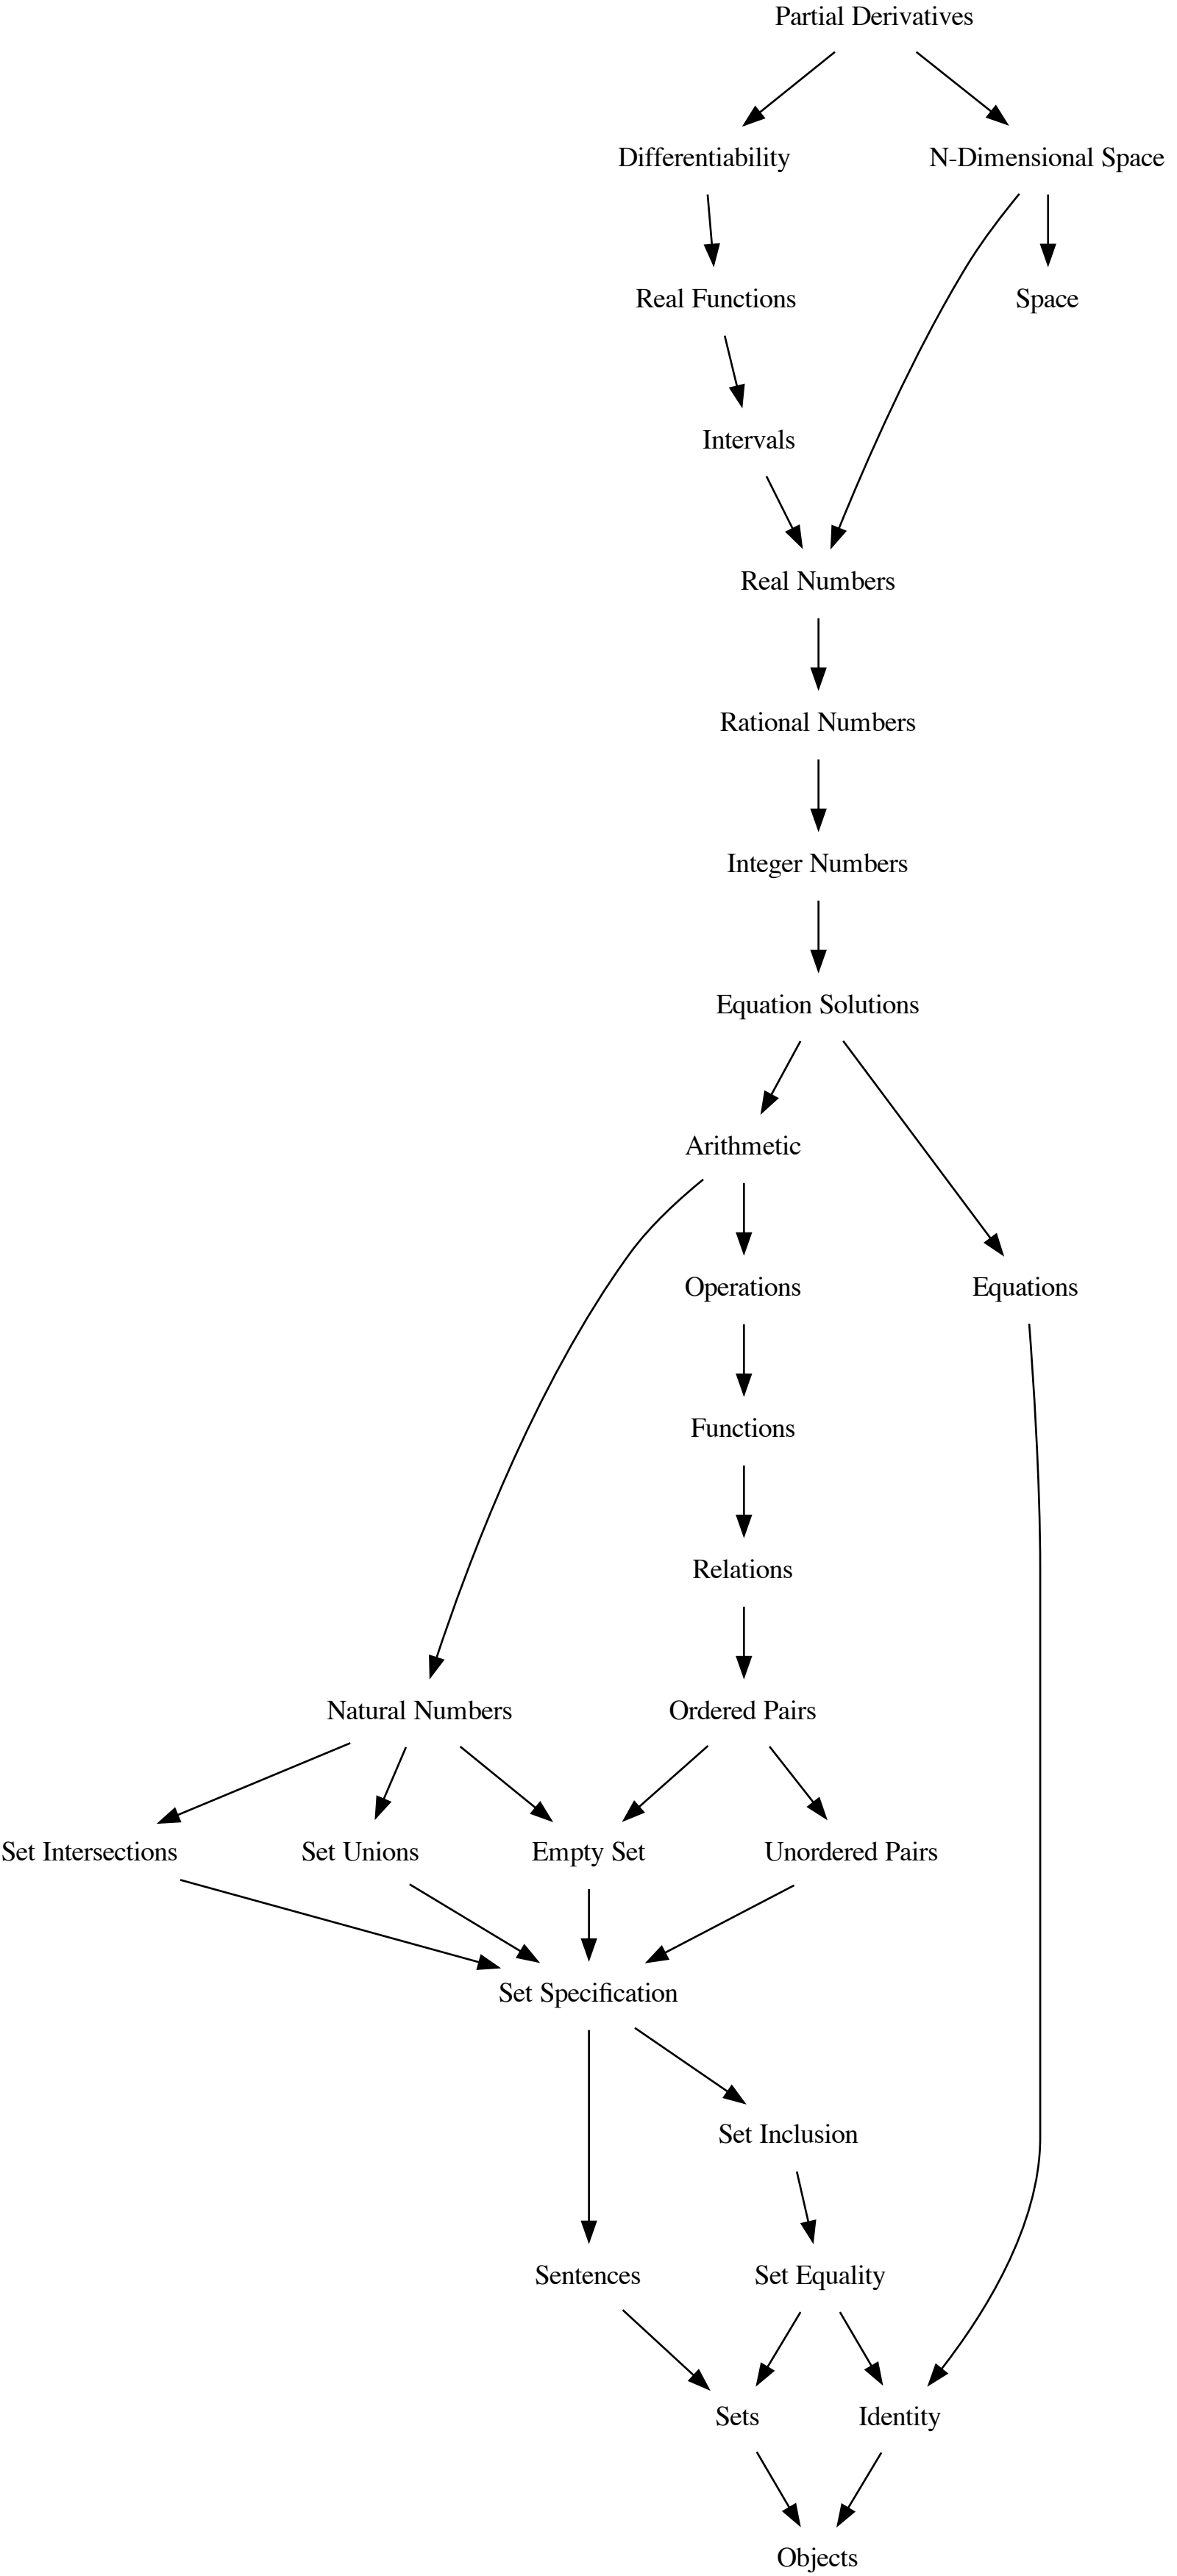 Partial Derivatives
Differentiability
N-Dimensional Space
Real Functions
Space
Intervals
Real Numbers
Rational Numbers
Integer Numbers
Equation Solutions
Arithmetic
Operations
Equations
Functions
Relations
Natural Numbers
Ordered Pairs
Set Intersections
Set Unions
Empty Set
Unordered Pairs
Set Specification
Set Inclusion
Sentences
Set Equality
Sets
Identity
Objects